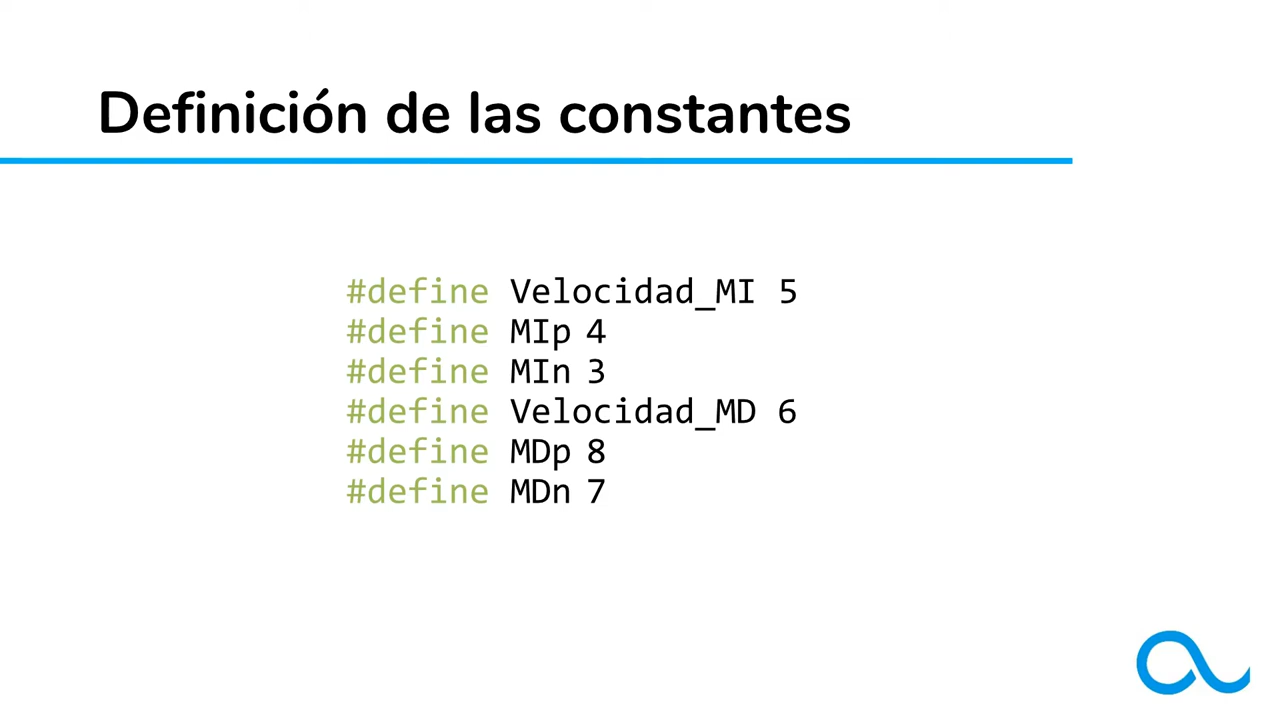 Definición de las constantes
#define Velocidad_MI 5
#define MIp 4
#define MIn 3
#define Velocidad_MD 6
#define MDp 8
#define MDn 7